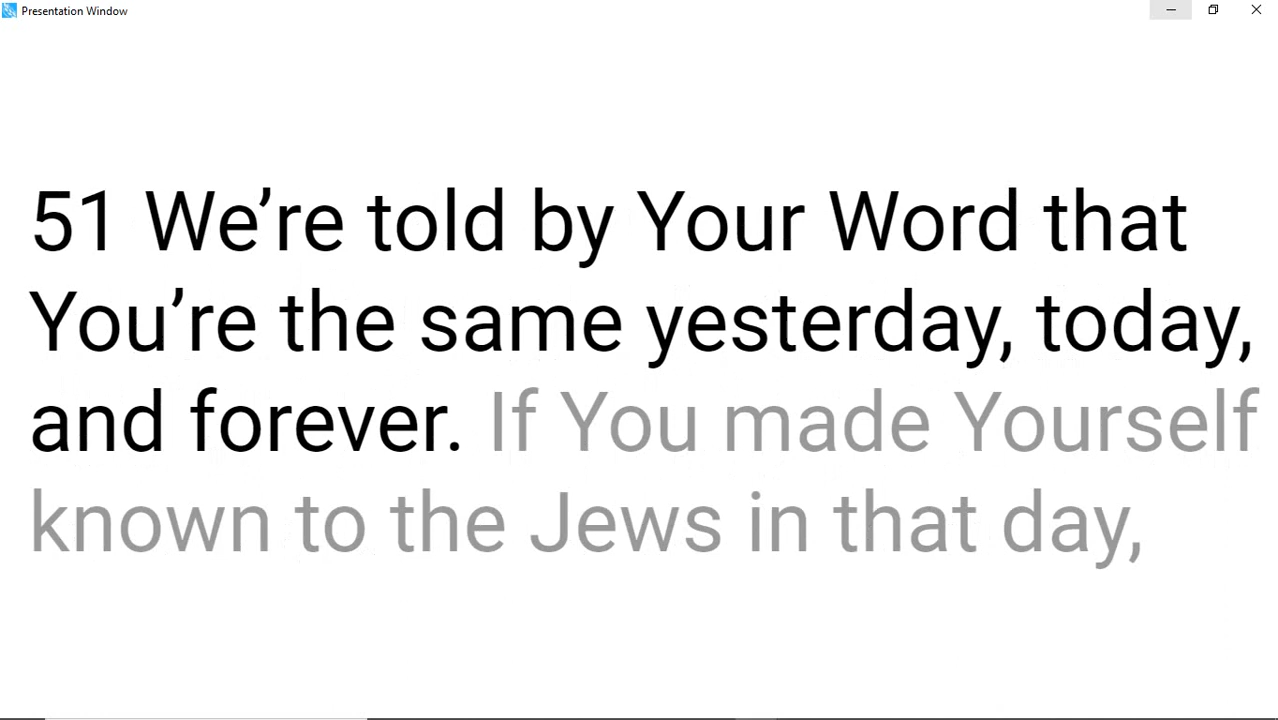 Presentation Window
51 We’re told by Your Word that
You’re the same yesterday, today,
and forever. If You made Yourself
known to the Jews in that day,